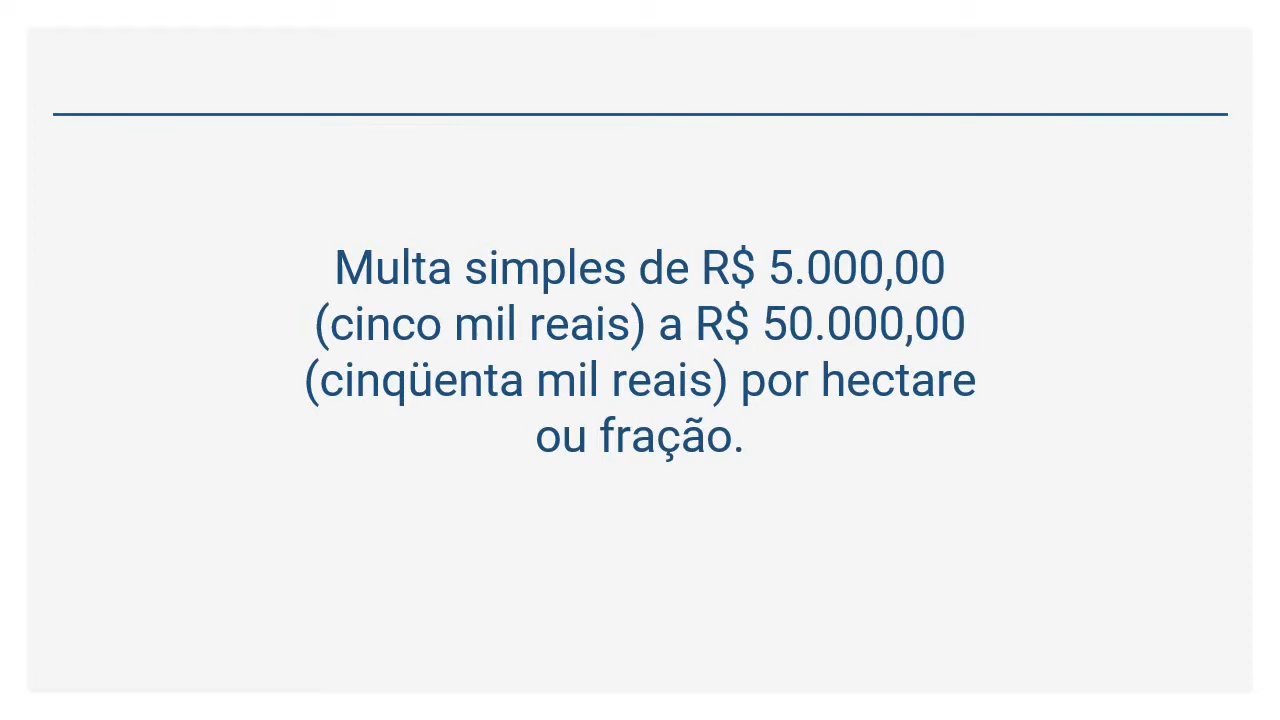 Multa simples de R$ 5.000,00
(cinco mil reais) a R$ 50.000,00
(cinqüenta mil reais) por hectare
ou fração.